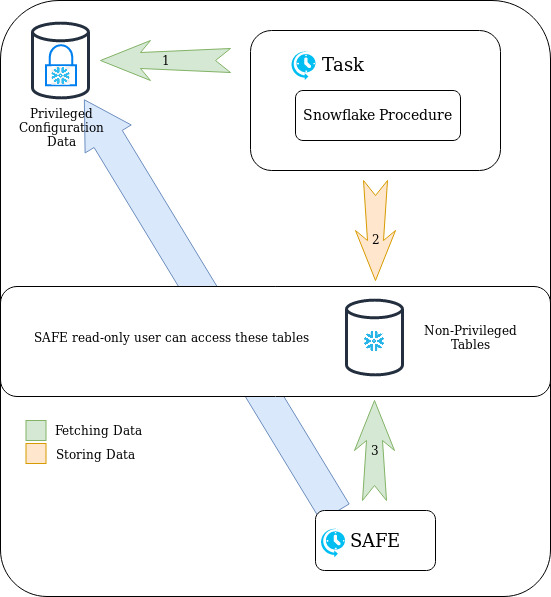 1
Task
Snowflake Procedure
Privileged
Configuration
Data
2
SAFE read-only user can access these tables
Non-Privileged
Tables
Fetching Data
Storing Data
3
SAFE